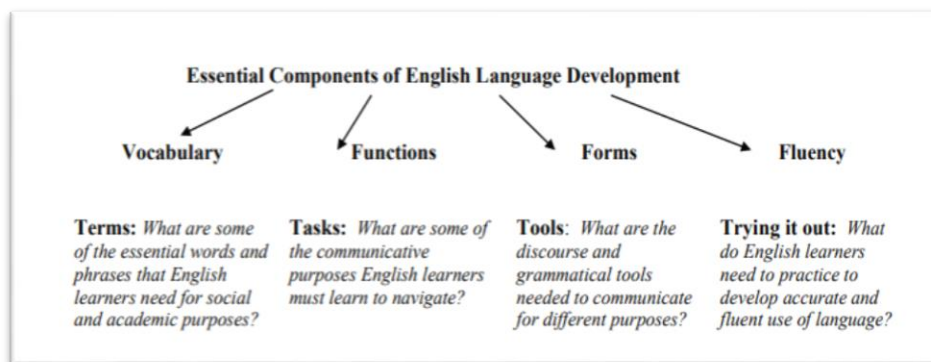 Essential Components of English Language Development
Vocabulary
Functions
Forms
Fluency
Terms: What are some
of the essential words and
phrases that English
learners need for social
and academic purposes?
Tasks: What are some of
the communicative
purposes English learners
must learn to navigate?
Tools: What are the
discourse and
grammatical tools
needed to communicate
for different purposes?
Trying it out: What
do English learners
need to practice to
develop accurate and
fluent use of language?